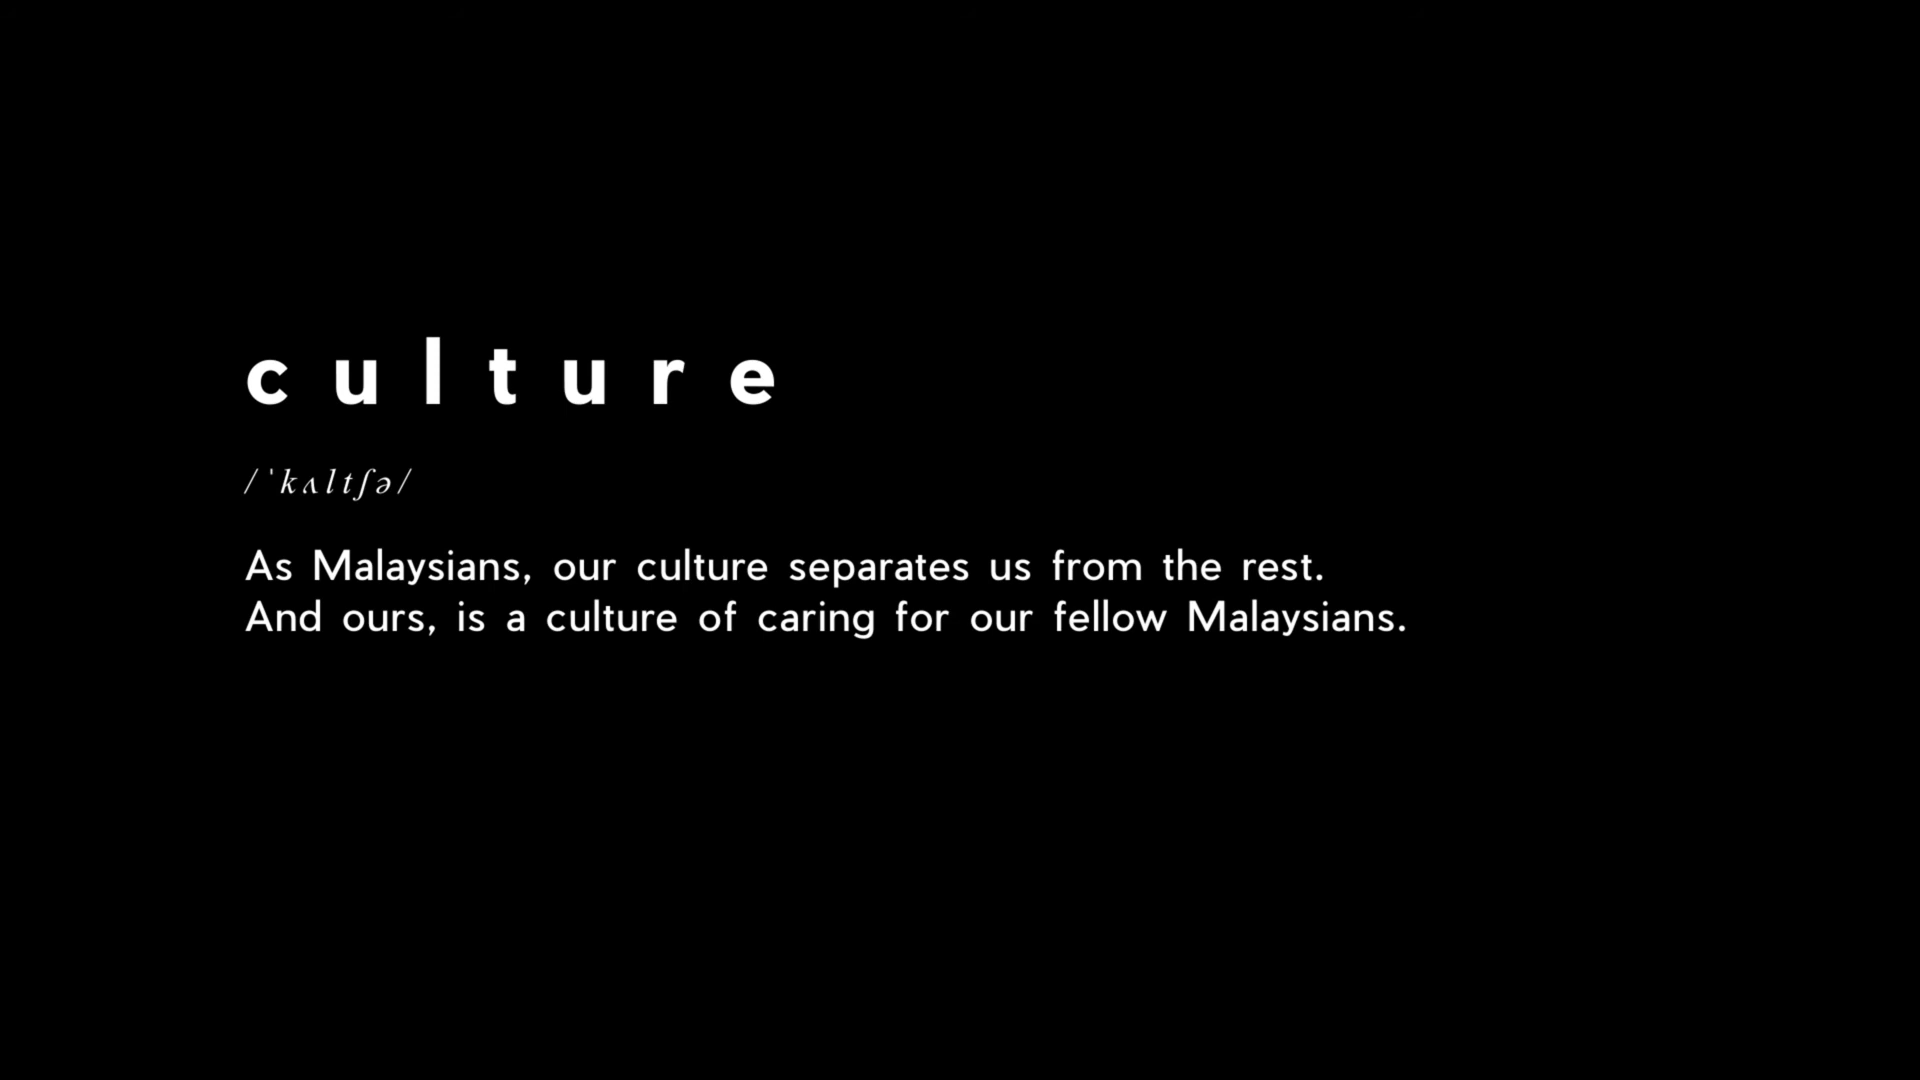 culture
/ˈkʌltʃə/
As Malaysians, our culture separates us from the rest.
And ours, is a culture of caring for our fellow Malaysians.